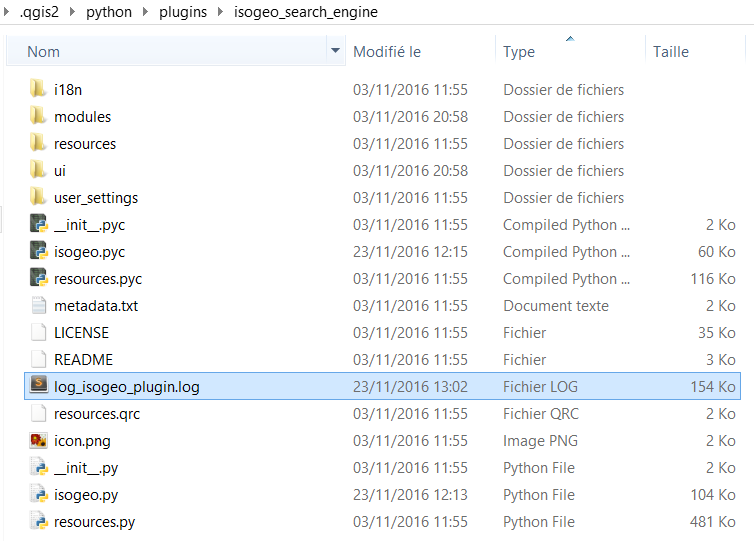 .qgis2 python plugins isogeo_search_engine
Nom Modifié le Type Taille
i18n 03/11/2016 11:55 Dossier de fichiers
modules 03/11/2016 20:58 Dossier de fichiers
resources 03/11/2016 11:55 Dossier de fichiers
ui 03/11/2016 20:58 Dossier de fichiers
user_settings 03/11/2016 11:55 Dossier de fichiers
__init__.pyc 03/11/2016 11:55 Compiled Python ... 2 Ko
isogeo.pyc 23/11/2016 12:15 Compiled Python ... 60 Ko
resources.pyc 03/11/2016 11:55 Compiled Python ... 116 Ko
metadata.txt 03/11/2016 11:55 Document texte 2 Ko
LICENSE 03/11/2016 11:55 Fichier 35 Ko
README 03/11/2016 11:55 Fichier 3 Ko
log_isogeo_plugin.log 23/11/2016 13:02 Fichier LOG 154 Ko
resources.qrc 03/11/2016 11:55 Fichier QRC 2 Ko
icon.png 03/11/2016 11:55 Image PNG 2 Ko
__init__.py 03/11/2016 11:55 Python File 2 Ko
isogeo.py 23/11/2016 12:13 Python File 104 Ko
resources.py 03/11/2016 11:55 Python File 481 Ko